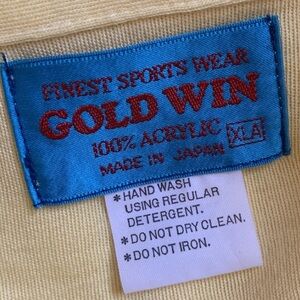 FINEST SPORTS WEAR
GOLD WIN
100% ACRYLIC
XLA
MADE IN JAPAN
*HAND WASH
USING REGULAR
DETERGENT.
*DO NOT DRY CLEAN.
*DO NOT IRON.